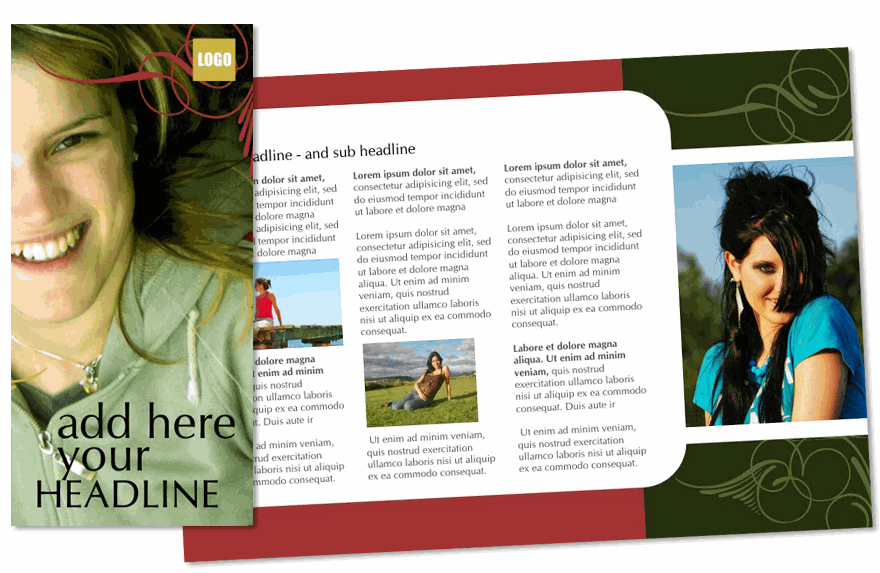 LOGO
add here
your
HEADLINE
adline - and sub headline
n dolor sit amet,
adipisicing elit, sed
tempor incididunt
dolore magna
adipisicing elit, sed
tempor incididunt
dolore magna
dolore magna
t enim ad minim
quis nostrud
on ullamco laboris
quip ex ea commodo
t. Duis aute ir
ad minim veniam,
rud exercitation
laboris nisi ut aliquip
mmodo consequat.
Lorem ipsum dolor sit amet,
consectetur adipisicing elit, sed
do eiusmod tempor incididunt
ut labore et dolore magna
Lorem ipsum dolor sit amet,
consectetur adipisicing elit, sed
do eiusmod tempor incididunt
ut labore et dolore magna
aliqua. Ut enim ad minim
veniam, quis nostrud
exercitation ullamco laboris
nisi ut aliquip ex ea commodo
consequat.
Ut enim ad minim veniam,
quis nostrud exercitation
ullamco laboris nisi ut aliquip
ex ea commodo consequat.
Lorem ipsum dolor sit amet,
consectetur adipisicing elit, sed
do eiusmod tempor incididunt
ut labore et dolore magna
Lorem ipsum dolor sit amet,
consectetur adipisicing elit, sed
do eiusmod tempor incididunt
ut labore et dolore magna
aliqua. Ut enim ad minim
veniam, quis nostrud
exercitation ullamco laboris
nisi ut aliquip ex ea commodo
consequat.
Labore et dolore magna
aliqua. Ut enim ad minim
veniam, quis nostrud
exercitation ullamco laboris
nisi ut aliquip ex ea commodo
consequat. Duis aute ir
Ut enim ad minim veniam,
quis nostrud exercitation
ullamco laboris nisi ut aliquip
ex ea commodo consequat.